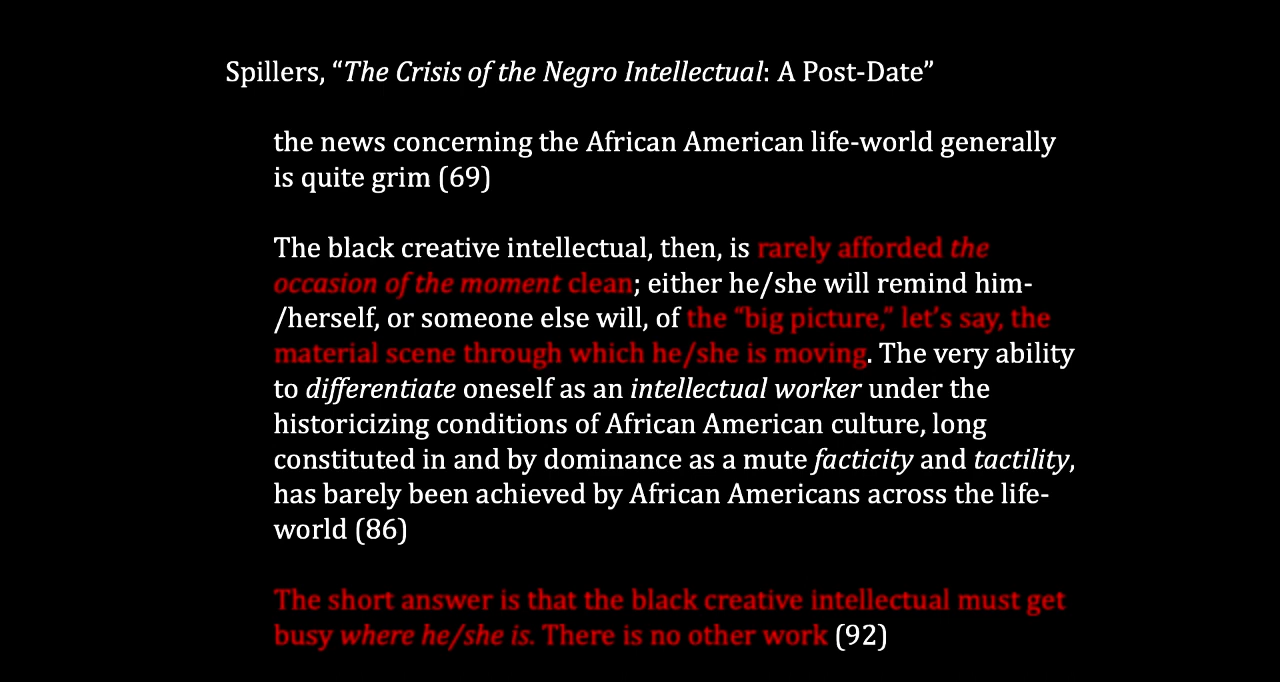 Spillers, “The Crisis of the Negro Intellectual: A Post-Date”
the news concerning the African American life-world generally
is quite grim (69)
The black creative intellectual, then, is rarely afforded the
occasion of the moment clean; either he/she will remind him-
/herself, or someone else will, of the “big picture,” let’s say, the
material scene through which he/she is moving. The very ability
to differentiate oneself as an intellectual worker under the
historicizing conditions of African American culture, long
constituted in and by dominance as a mute facticity and tactility,
has barely been achieved by African Americans across the life-
world (86)
The short answer is that the black creative intellectual must get
busy where he/she is. There is no other work (92)